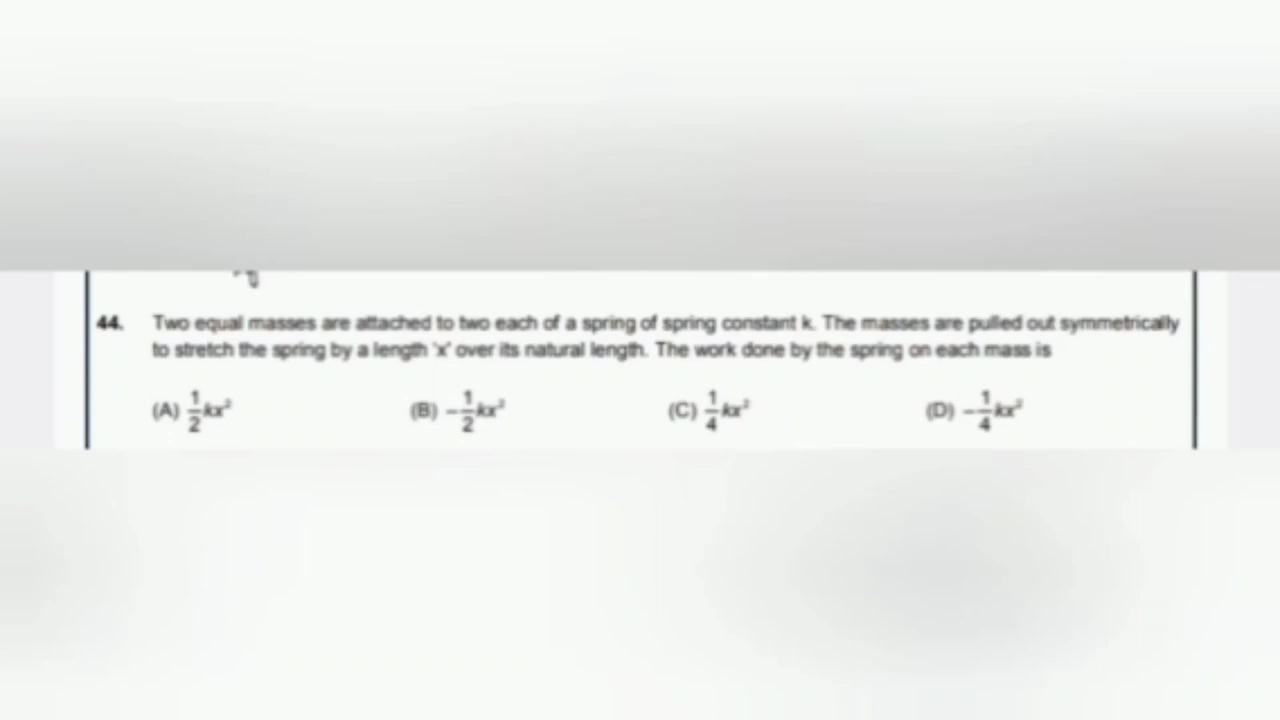 44. Two equal masses are attached to two each of a spring of spring constant k. The masses are pulled out symmetrically
to stretch the spring by a length 'x' over its natural length. The work done by the spring on each mass is
(A) 1/2 kx² (B) -1/2 kx² (C) 1/4 kx² (D) -1/4 kx²